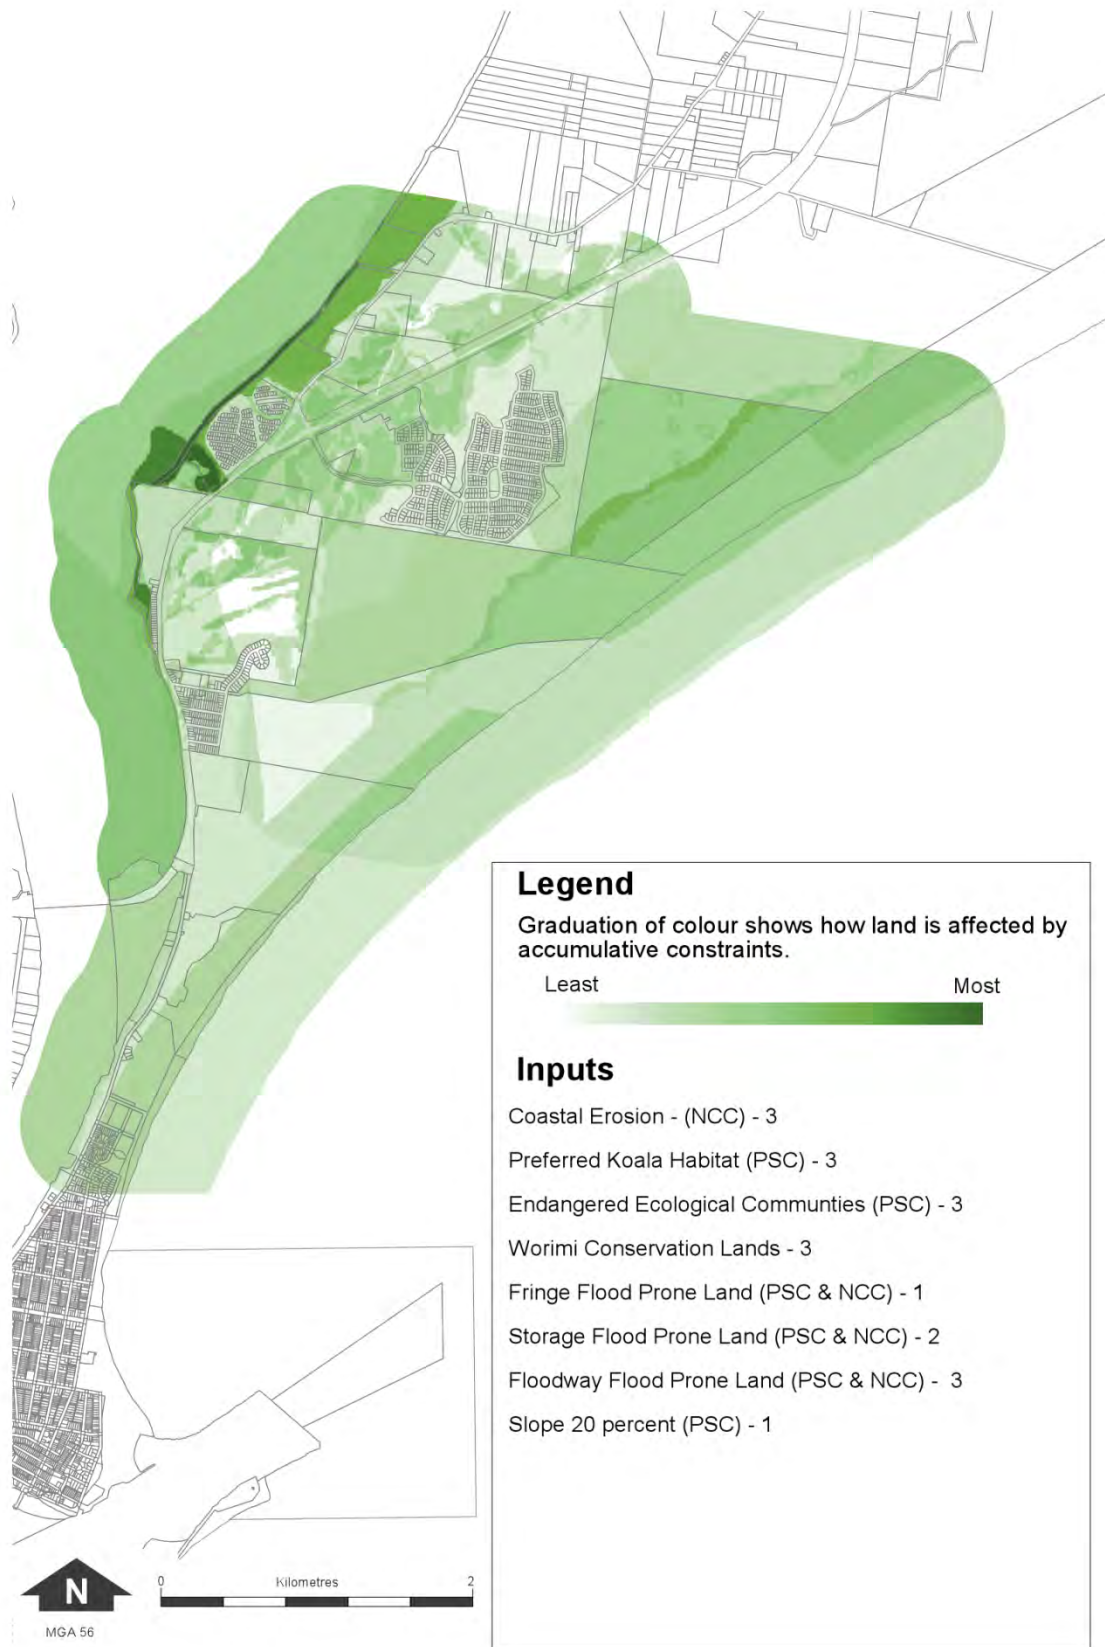 Legend
Graduation of colour shows how land is affected by
accumulative constraints.
Least Most
Inputs
Coastal Erosion - (NCC) - 3
Preferred Koala Habitat (PSC) - 3
Endangered Ecological Communties (PSC) - 3
Worimi Conservation Lands - 3
Fringe Flood Prone Land (PSC & NCC) - 1
Storage Flood Prone Land (PSC & NCC) - 2
Floodway Flood Prone Land (PSC & NCC) - 3
Slope 20 percent (PSC) - 1
N
MGA 56
0 Kilometres 2